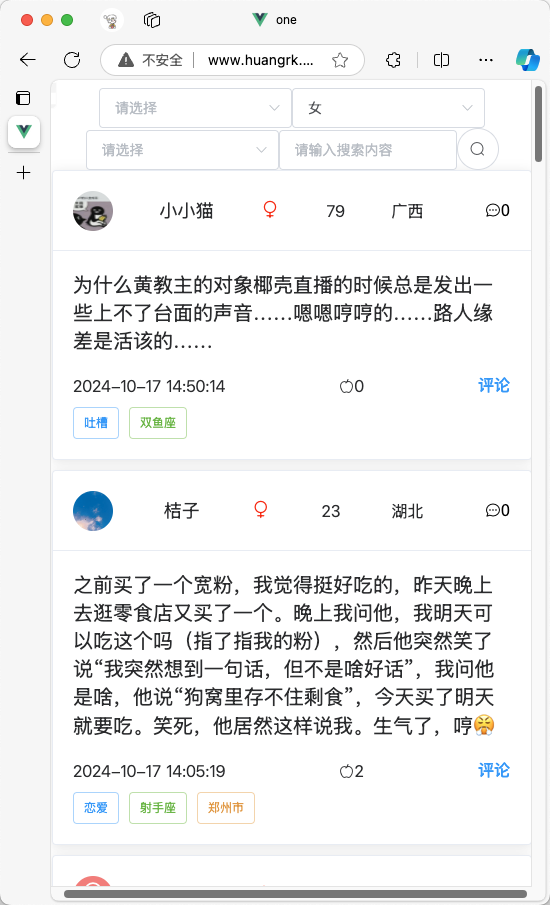 one
不安全 www.huangrk....
请选择 女
请选择 请输入搜索内容
小小猫 79 广西 0
为什么黄教主的对象椰壳直播的时候总是发出一
些上不了台面的声音……嗯嗯哼哼的……路人缘
差是活该的……
2024-10-17 14:50:14 0 评论
吐槽 双鱼座
桔子 23 湖北 0
之前买了一个宽粉，我觉得挺好吃的，昨天晚上
去逛零食店又买了一个。晚上我问他，我明天可
以吃这个吗（指了指我的粉），然后他突然笑了
说“我突然想到一句话，但不是啥好话”，我问他
是啥，他说“狗窝里存不住剩食”，今天买了明天
就要吃。笑死，他居然这样说我。生气了，哼😤
2024-10-17 14:05:19 2 评论
恋爱 射手座 郑州市